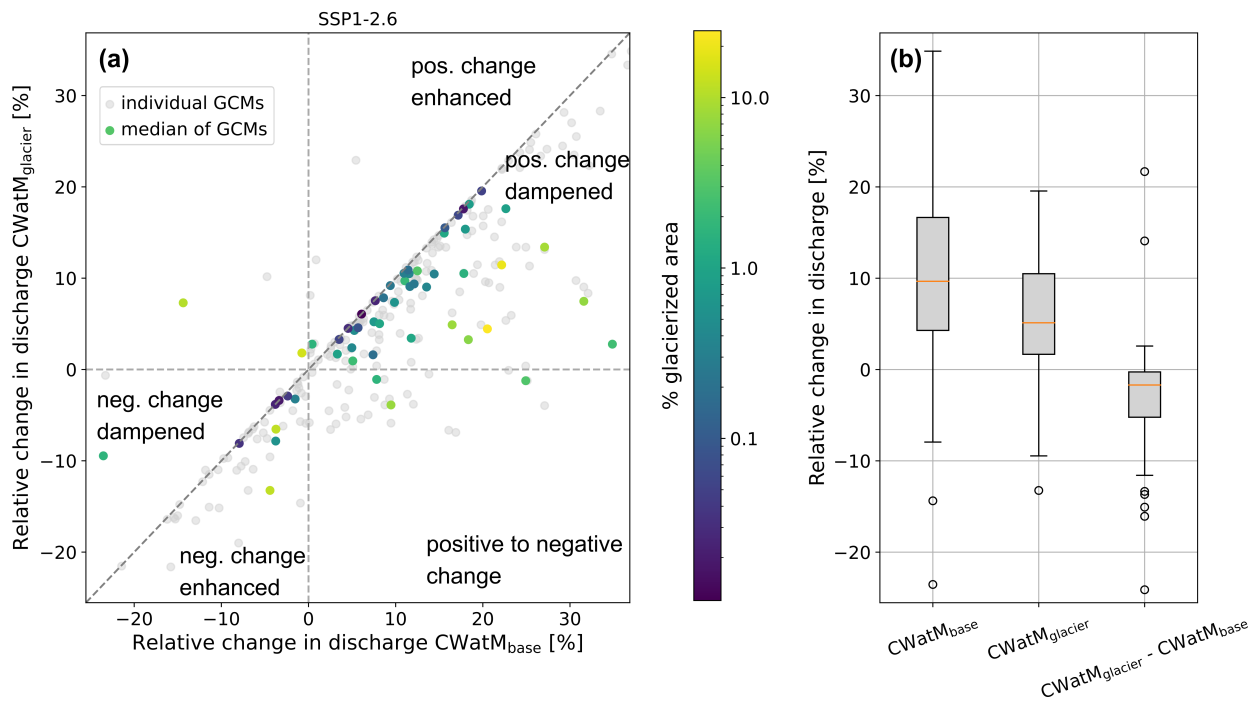 SSP1-2.6
(a)
individual GCMs
median of GCMs
pos. change
enhanced
pos. change
dampened
neg. change
dampened
neg. change
enhanced
positive to negative
change
30
20
10
0
−10
−20
Relative change in discharge CWatMglacier [%]
−20
−10
0
10
20
30
Relative change in discharge CWatMbase [%]
10.0
1.0
0.1
% glacierized area
(b)
30
20
10
0
−10
−20
Relative change in discharge [%]
CWatMbase
CWatMglacier
CWatMglacier - CWatMbase